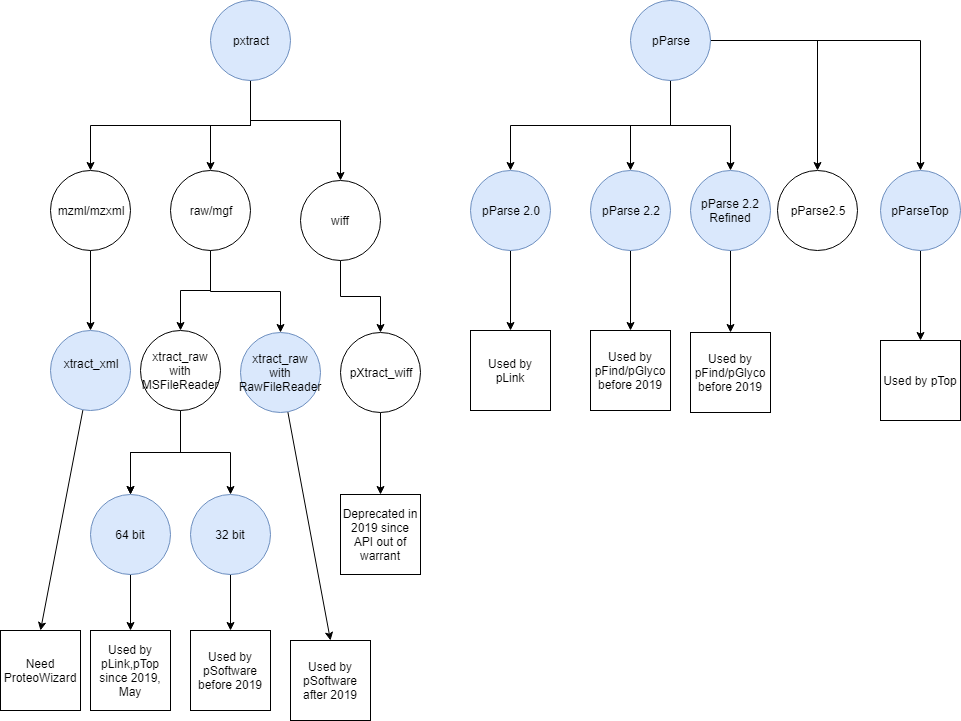 pxtract
pParse
mzml/mzxml
raw/mgf
wiff
pParse 2.0
pParse 2.2
pParse 2.2
Refined
pParse2.5
pParseTop
xtract_xml
xtract_raw
with
MSFileReader
xtract_raw
with
RawFileReader
pXtract_wiff
Used by
pLink
Used by
pFind/pGlyco
before 2019
Used by
pFind/pGlyco
before 2019
Used by pTop
64 bit
32 bit
Deprecated in
2019 since
API out of
warrant
Need
ProteoWizard
Used by
pLink,pTop
since 2019,
May
Used by
pSoftware
before 2019
Used by
pSoftware
after 2019